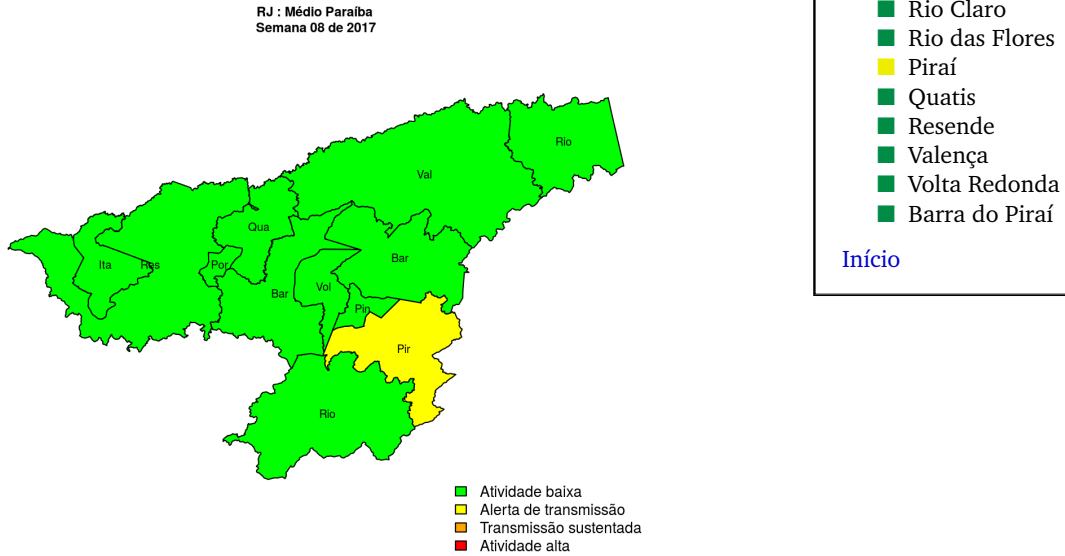 RJ : Médio Paraíba
Semana 08 de 2017
Rio
Val
Qua
Ita
Res
Por
Bar
Bar
Vol
Pin
Pir
Rio
Atividade baixa
Alerta de transmissão
Transmissão sustentada
Atividade alta
Rio Claro
Rio das Flores
Piraí
Quatis
Resende
Valença
Volta Redonda
Barra do Piraí
Início